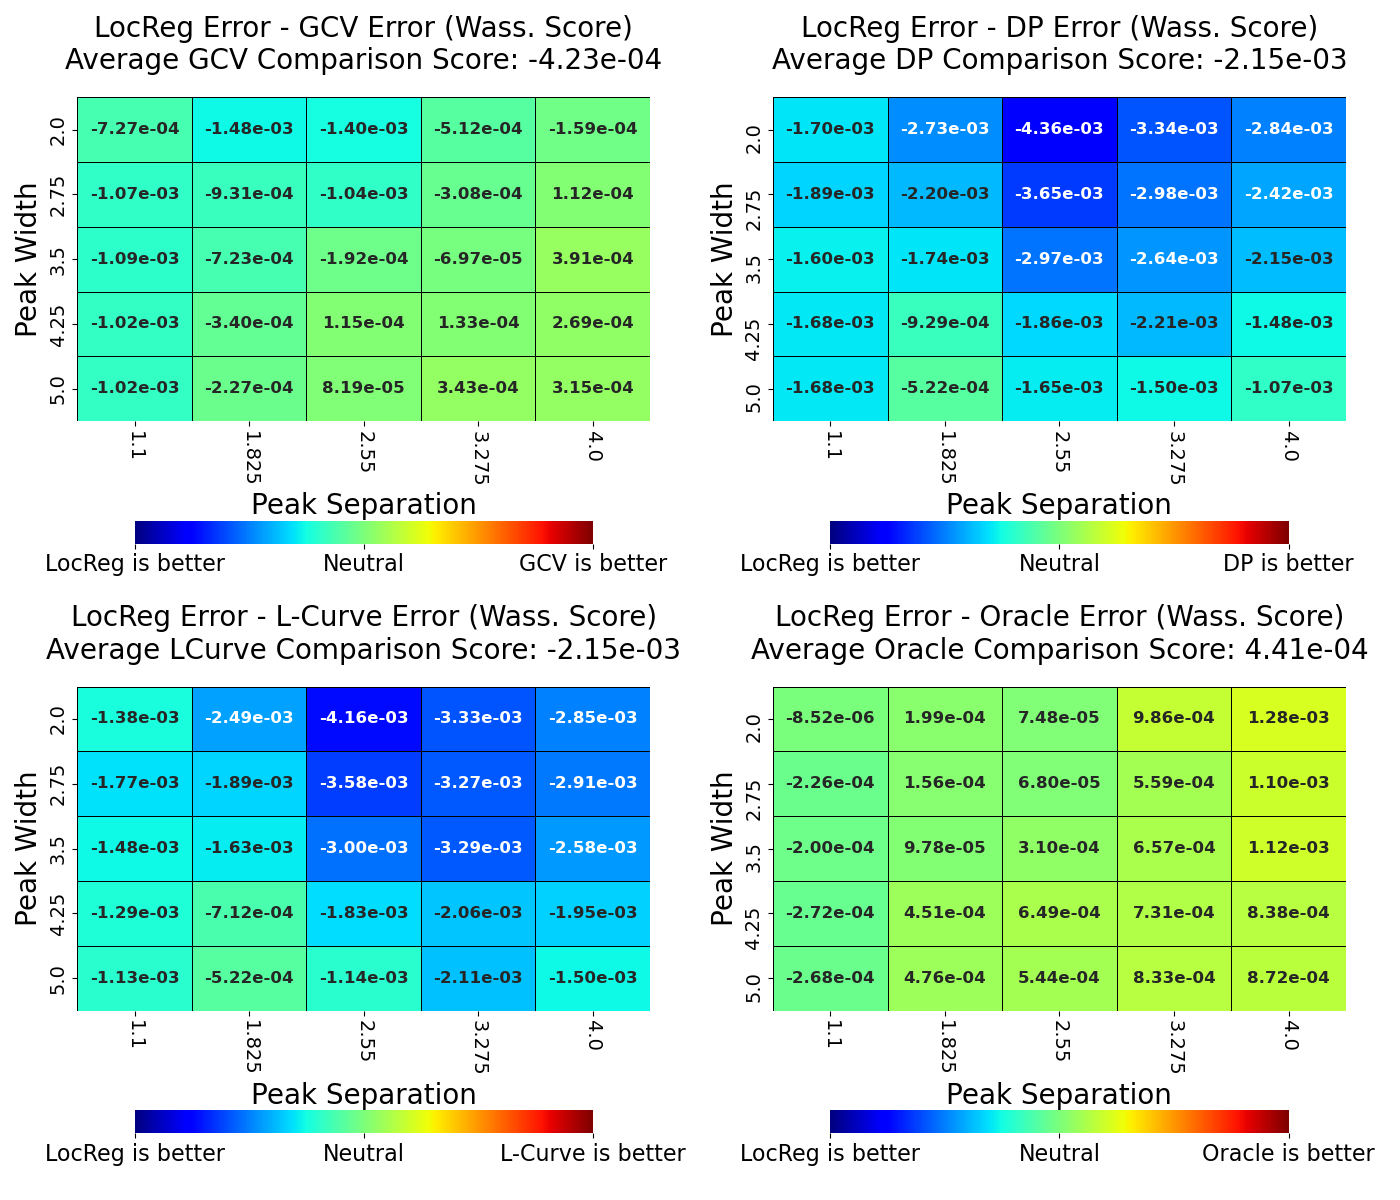 LocReg Error - GCV Error (Wass. Score)
Average GCV Comparison Score: -4.23e-04
Peak Width
2.0 -7.27e-04 -1.48e-03 -1.40e-03 -5.12e-04 -1.59e-04
2.75 -1.07e-03 -9.31e-04 -1.04e-03 -3.08e-04 1.12e-04
3.5 -1.09e-03 -7.23e-04 -1.92e-04 -6.97e-05 3.91e-04
4.25 -1.02e-03 -3.40e-04 1.15e-04 1.33e-04 2.69e-04
5.0 -1.02e-03 -2.27e-04 8.19e-05 3.43e-04 3.15e-04
1.1 1.825 2.55 3.275 4.0
Peak Separation
LocReg is better Neutral GCV is better
LocReg Error - DP Error (Wass. Score)
Average DP Comparison Score: -2.15e-03
Peak Width
2.0 -1.70e-03 -2.73e-03 -4.36e-03 -3.34e-03 -2.84e-03
2.75 -1.89e-03 -2.20e-03 -3.65e-03 -2.98e-03 -2.42e-03
3.5 -1.60e-03 -1.74e-03 -2.97e-03 -2.64e-03 -2.15e-03
4.25 -1.68e-03 -9.29e-04 -1.86e-03 -2.21e-03 -1.48e-03
5.0 -1.68e-03 -5.22e-04 -1.65e-03 -1.50e-03 -1.07e-03
1.1 1.825 2.55 3.275 4.0
Peak Separation
LocReg is better Neutral DP is better
LocReg Error - L-Curve Error (Wass. Score)
Average LCurve Comparison Score: -2.15e-03
Peak Width
2.0 -1.38e-03 -2.49e-03 -4.16e-03 -3.33e-03 -2.85e-03
2.75 -1.77e-03 -1.89e-03 -3.58e-03 -3.27e-03 -2.91e-03
3.5 -1.48e-03 -1.63e-03 -3.00e-03 -3.29e-03 -2.58e-03
4.25 -1.29e-03 -7.12e-04 -1.83e-03 -2.06e-03 -1.95e-03
5.0 -1.13e-03 -5.22e-04 -1.14e-03 -2.11e-03 -1.50e-03
1.1 1.825 2.55 3.275 4.0
Peak Separation
LocReg is better Neutral L-Curve is better
LocReg Error - Oracle Error (Wass. Score)
Average Oracle Comparison Score: 4.41e-04
Peak Width
2.0 -8.52e-06 1.99e-04 7.48e-05 9.86e-04 1.28e-03
2.75 -2.26e-04 1.56e-04 6.80e-05 5.59e-04 1.10e-03
3.5 -2.00e-04 9.78e-05 3.10e-04 6.57e-04 1.12e-03
4.25 -2.72e-04 4.51e-04 6.49e-04 7.31e-04 8.38e-04
5.0 -2.68e-04 4.76e-04 5.44e-04 8.33e-04 8.72e-04
1.1 1.825 2.55 3.275 4.0
Peak Separation
LocReg is better Neutral Oracle is better